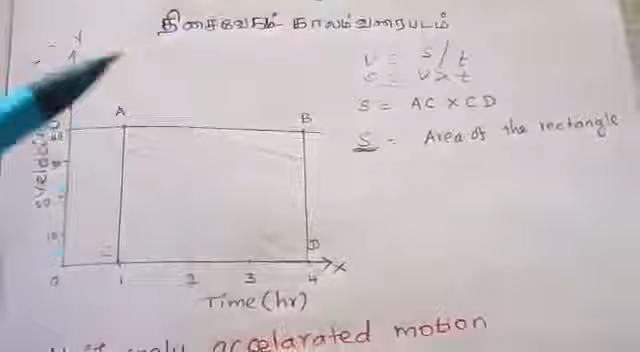 திசைவேகம் காலம்வரைபடம்
V = S / t
S = V × t
S = AC × CD
S = Area of the rectangle
Y
A
B
10
D
X
0
1
2
3
4
Time (hr)
accelarated motion